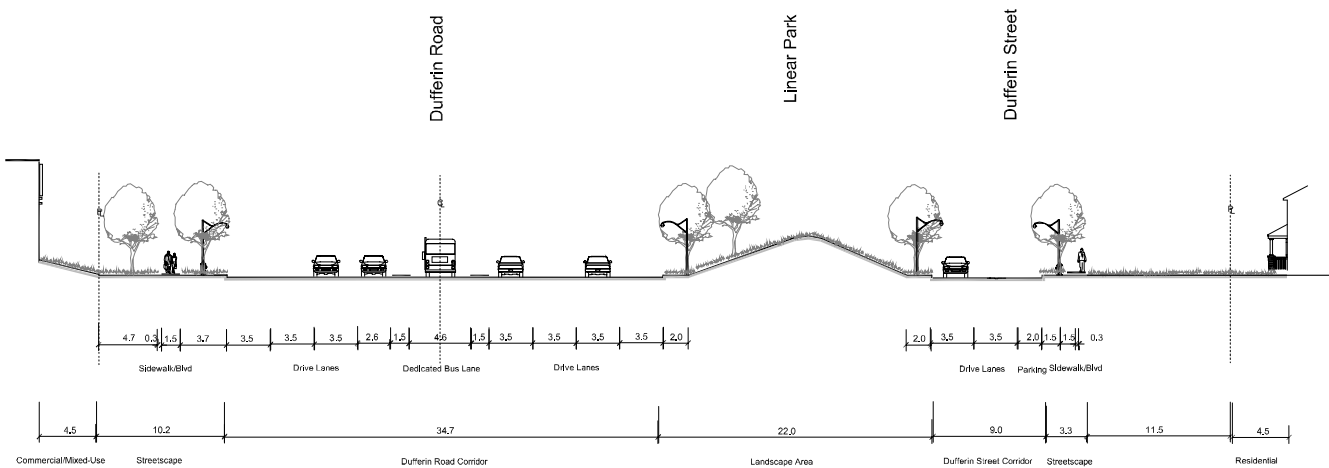 Dufferin Road
Linear Park
Dufferin Street
4.7 0.3 1.5 3.7 3.5 3.5 3.5 2.6 1.5 4.6 1.5 3.5 3.5 3.5 3.5 2.0 2.0 3.5 3.5 2.0 1.5 1.5 0.3
Sidewalk/Blvd Drive Lanes Dedicated Bus Lane Drive Lanes Drive Lanes Parking Sidewalk/Blvd
4.5 10.2 34.7 22.0 9.0 3.3 11.5 4.5
Commercial/Mixed-Use Streetscape Dufferin Road Corridor Landscape Area Dufferin Street Corridor Streetscape Residential